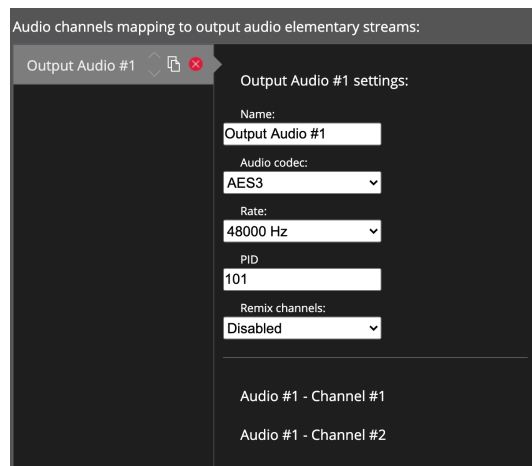 Audio channels mapping to output audio elementary streams:
Output Audio #1
Output Audio #1 settings:
Name:
Output Audio #1
Audio codec:
AES3
Rate:
48000 Hz
PID
101
Remix channels:
Disabled
Audio #1 - Channel #1
Audio #1 - Channel #2